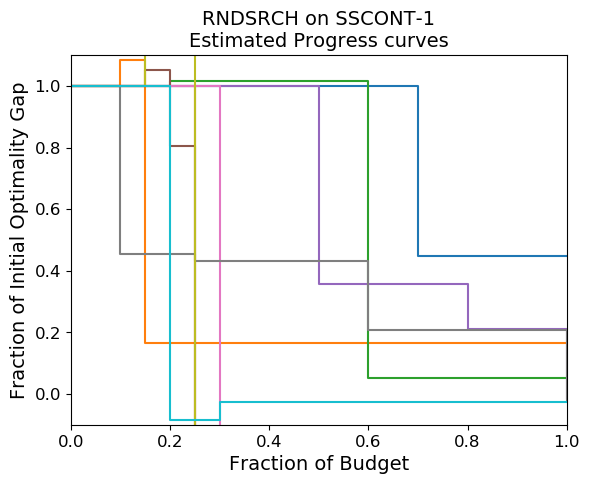 RNDSRCH on SSCONT-1
Estimated Progress curves
Fraction of Initial Optimality Gap
1.0
0.8
0.6
0.4
0.2
0.0
0.0 0.2 0.4 0.6 0.8 1.0
Fraction of Budget